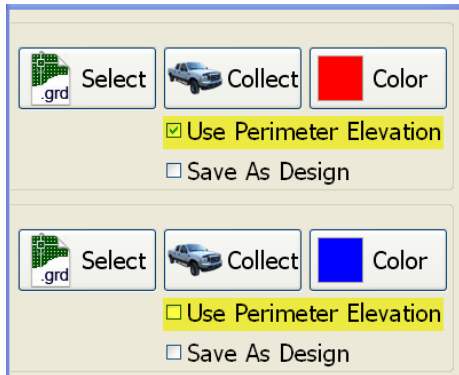 .grd Select Collect Color
Use Perimeter Elevation
Save As Design
.grd Select Collect Color
Use Perimeter Elevation
Save As Design